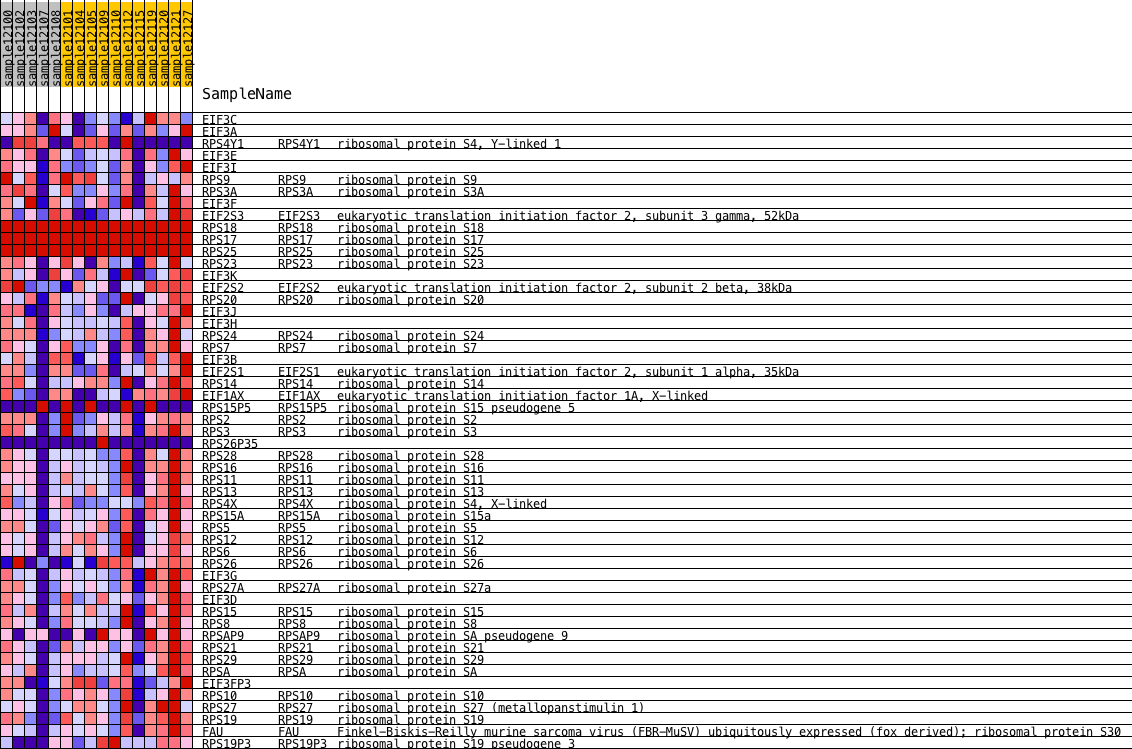 sample12100
sample12102
sample12103
sample12107
sample12108
sample12101
sample12104
sample12105
sample12109
sample12110
sample12112
sample12115
sample12119
sample12120
sample12121
sample12127
SampleName
EIF3C
EIF3A
RPS4Y1 RPS4Y1 ribosomal protein S4, Y-linked 1
EIF3E
EIF3I
RPS9 RPS9 ribosomal protein S9
RPS3A RPS3A ribosomal protein S3A
EIF3F
EIF2S3 EIF2S3 eukaryotic translation initiation factor 2, subunit 3 gamma, 52kDa
RPS18 RPS18 ribosomal protein S18
RPS17 RPS17 ribosomal protein S17
RPS25 RPS25 ribosomal protein S25
RPS23 RPS23 ribosomal protein S23
EIF3K
EIF2S2 EIF2S2 eukaryotic translation initiation factor 2, subunit 2 beta, 38kDa
RPS20 RPS20 ribosomal protein S20
EIF3J
EIF3H
RPS24 RPS24 ribosomal protein S24
RPS7 RPS7 ribosomal protein S7
EIF3B
EIF2S1 EIF2S1 eukaryotic translation initiation factor 2, subunit 1 alpha, 35kDa
RPS14 RPS14 ribosomal protein S14
EIF1AX EIF1AX eukaryotic translation initiation factor 1A, X-linked
RPS15P5 RPS15P5 ribosomal protein S15 pseudogene 5
RPS2 RPS2 ribosomal protein S2
RPS3 RPS3 ribosomal protein S3
RPS26P35
RPS28 RPS28 ribosomal protein S28
RPS16 RPS16 ribosomal protein S16
RPS11 RPS11 ribosomal protein S11
RPS13 RPS13 ribosomal protein S13
RPS4X RPS4X ribosomal protein S4, X-linked
RPS15A RPS15A ribosomal protein S15a
RPS5 RPS5 ribosomal protein S5
RPS12 RPS12 ribosomal protein S12
RPS6 RPS6 ribosomal protein S6
RPS26 RPS26 ribosomal protein S26
EIF3G
RPS27A RPS27A ribosomal protein S27a
EIF3D
RPS15 RPS15 ribosomal protein S15
RPS8 RPS8 ribosomal protein S8
RPSAP9 RPSAP9 ribosomal protein SA pseudogene 9
RPS21 RPS21 ribosomal protein S21
RPS29 RPS29 ribosomal protein S29
RPSA RPSA ribosomal protein SA
EIF3FP3
RPS10 RPS10 ribosomal protein S10
RPS27 RPS27 ribosomal protein S27 (metallopanstimulin 1)
RPS19 RPS19 ribosomal protein S19
FAU FAU Finkel-Biskis-Reilly murine sarcoma virus (FBR-MuSV) ubiquitously expressed (fox derived); ribosomal protein S30
RPS19P3 RPS19P3 ribosomal protein S19 pseudogene 3